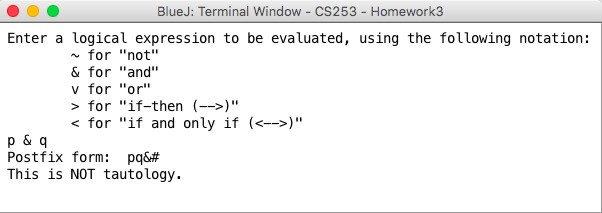 BlueJ: Terminal Window - CS253 - Homework3
Enter a logical expression to be evaluated, using the following notation:
~ for "not"
& for "and"
v for "or"
> for "if-then (-->)"
< for "if and only if (<-->)"
p & q
Postfix form:  pq&#
This is NOT tautology.